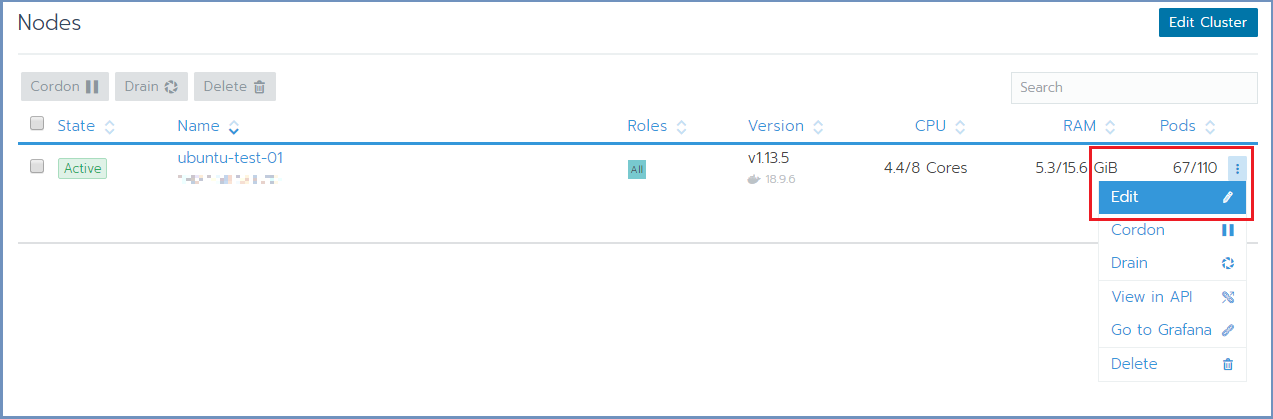 Nodes
Edit Cluster
Cordon Drain Delete
Search
State Name Roles Version CPU RAM Pods
Active ubuntu-test-01 All v1.13.5 4.4/8 Cores 5.3/15.6 GiB 67/110
18.9.6
Edit
Cordon
Drain
View in API
Go to Grafana
Delete